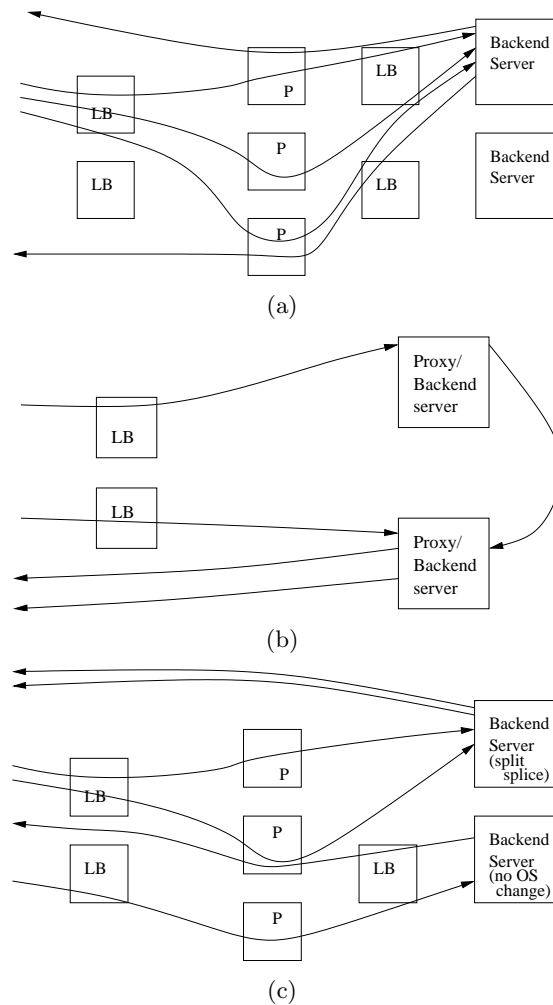 Backend
Server
LB
P
LB
P
Backend
Server
LB
LB
P
(a)
Proxy/
Backend
server
LB
LB
Proxy/
Backend
server
(b)
Backend
Server
(split
splice)
P
LB
P
Backend
Server
(no OS
change)
LB
LB
P
(c)